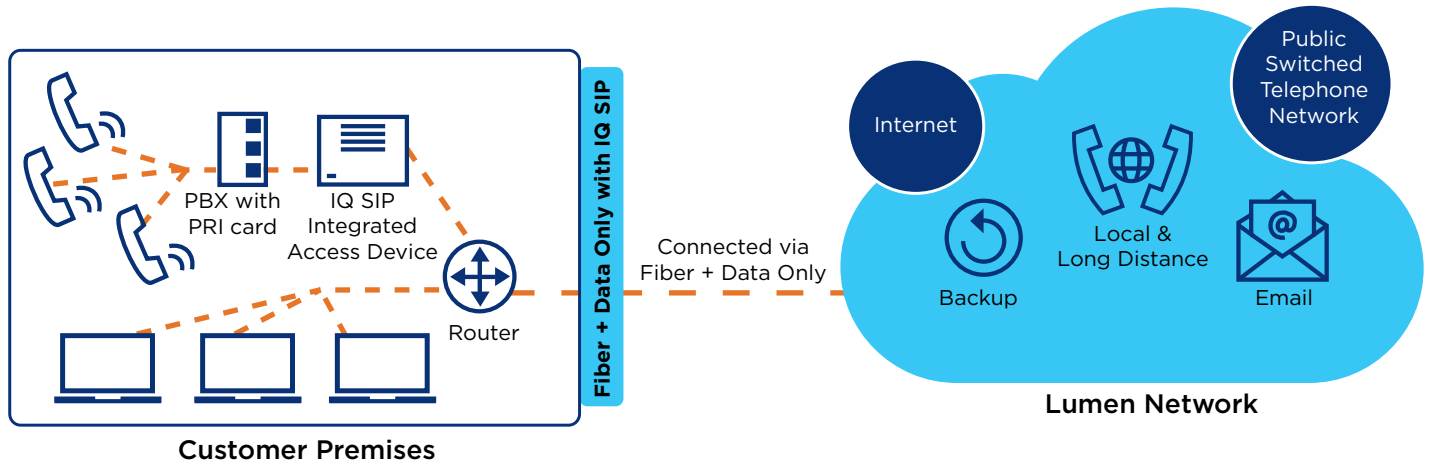 PBX with
PRI card
IQ SIP
Integrated
Access Device
Router
Customer Premises
Fiber + Data Only with IQ SIP
Connected via
Fiber + Data Only
Internet
Public
Switched
Telephone
Network
Backup
Local &
Long Distance
@
Email
Lumen Network